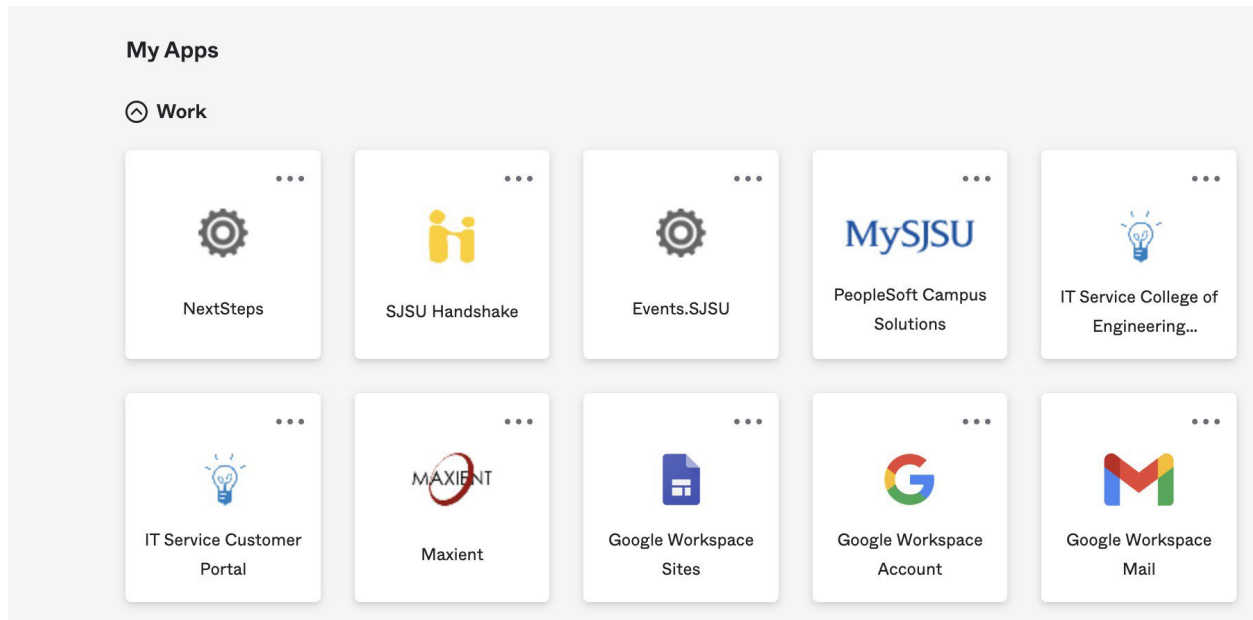 My Apps
Work
NextSteps
SJSU Handshake
Events.SJSU
MySJSU
PeopleSoft Campus
Solutions
IT Service College of
Engineering...
IT Service Customer
Portal
MAXIENT
Maxient
Google Workspace
Sites
G
Google Workspace
Account
M
Google Workspace
Mail